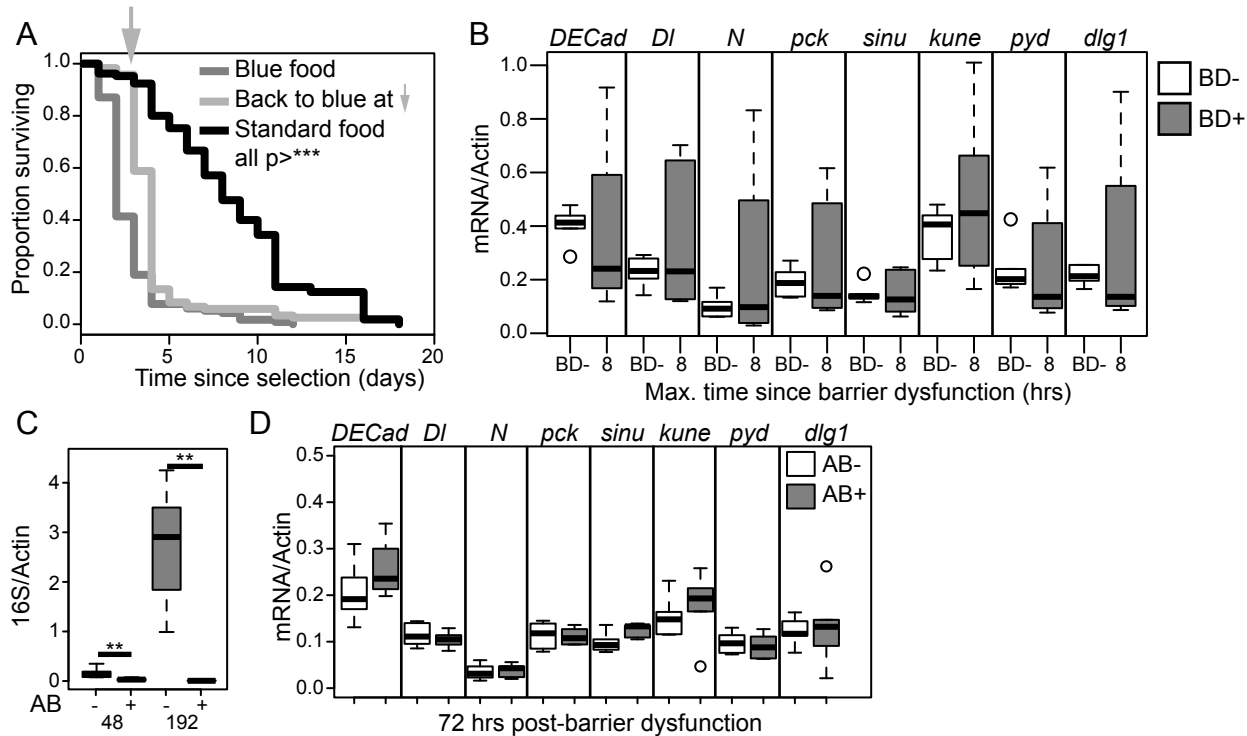 A
Blue food
Back to blue at
Standard food
all p>***
Proportion surviving
1.0
0.8
0.6
0.4
0.2
0.0
0 5 10 15 20
Time since selection (days)
B
DECad Dl N pck sinu kune pyd dlg1
mRNA/Actin
1.0
0.8
0.6
0.4
0.2
0.0
BD- 8 BD- 8 BD- 8 BD- 8 BD- 8 BD- 8 BD- 8 BD- 8
Max. time since barrier dysfunction (hrs)
BD-
BD+
C
** **
16S/Actin
4
3
2
1
0
AB - + - +
48 192
D
DECad Dl N pck sinu kune pyd dlg1
mRNA/Actin
0.5
0.4
0.3
0.2
0.1
0.0
AB-
AB+
72 hrs post-barrier dysfunction